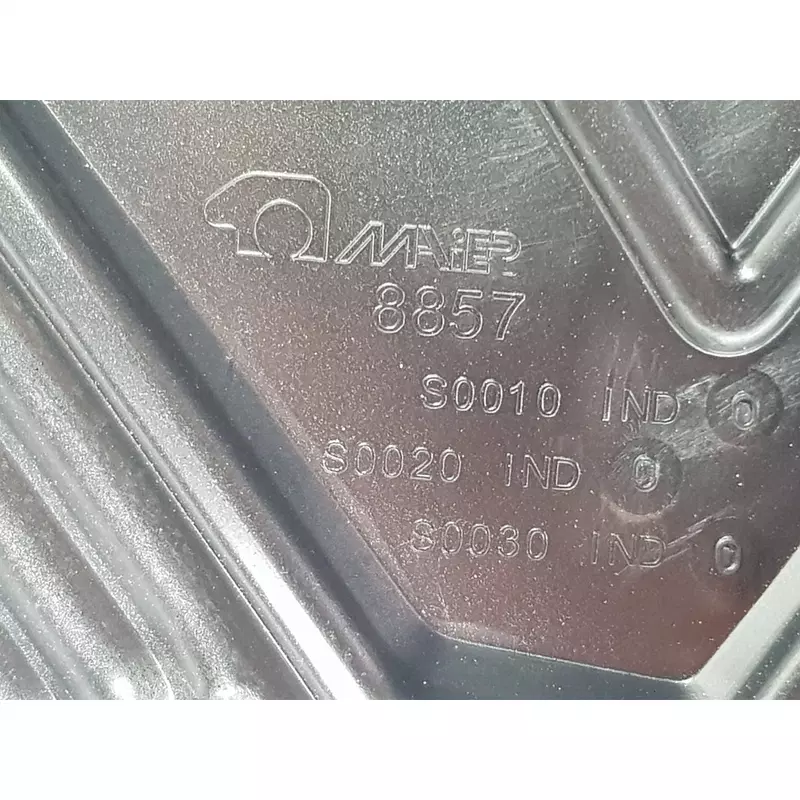 MAIER
8857
S0010 IND 0
S0020 IND 0
S0030 IND 0